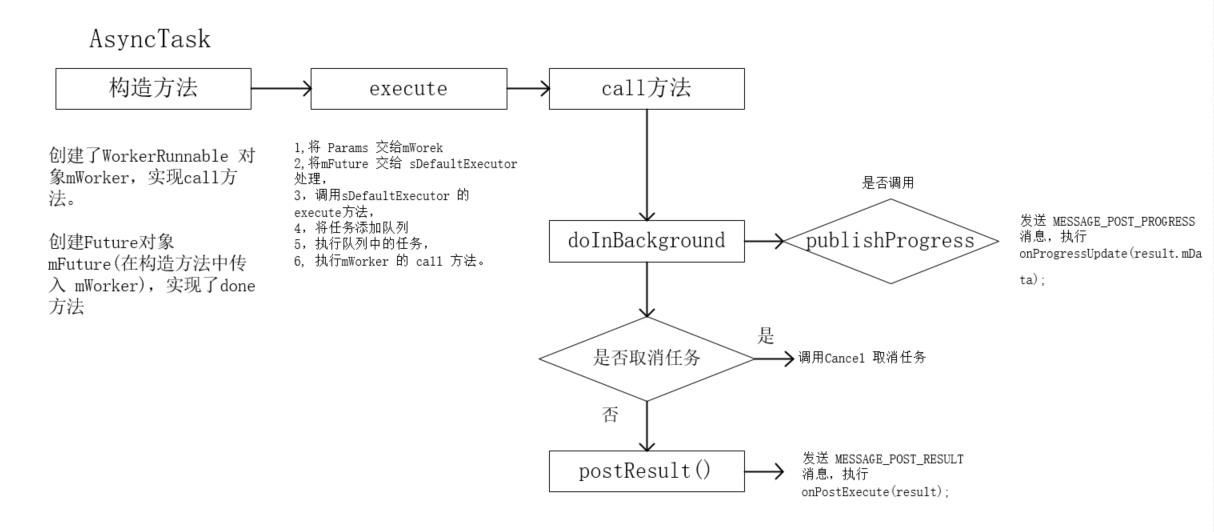 AsyncTask
构造方法
execute
call方法
创建了WorkerRunnable 对
象mWorker，实现call方
法。
创建Future对象
mFuture(在构造方法中传
入 mWorker)，实现了done
方法
1,将 Params 交给mWorek
2,将mFuture 交给 sDefaultExecutor
处理，
3，调用sDefaultExecutor 的
execute方法，
4，将任务添加队列
5，执行队列中的任务，
6, 执行mWorker 的 call 方法。
doInBackground
是否调用
publishProgress
发送 MESSAGE_POST_PROGRESS
消息，执行
onProgressUpdate(result.mDa
ta);
是否取消任务
是
调用Cancel 取消任务
否
postResult()
发送 MESSAGE_POST_RESULT
消息，执行
onPostExecute(result);